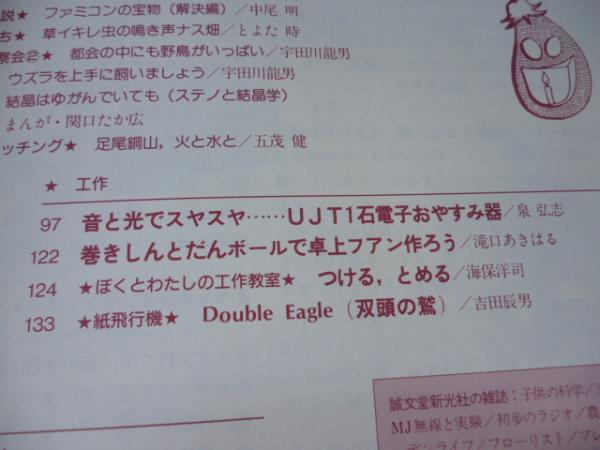 説★ ファミコンの宝物（解決編）／中尾 明
ち★ 草イキレ虫の鳴き声ナス畑／とよた 時
察会②★ 都会の中にも野鳥がいっぱい／宇田川龍男
ウズラを上手に飼いましょう／宇田川龍男
結晶はゆがんでいても（ステノと結晶学）
まんが・関口たか広
ッチング★ 足尾銅山，火と水と／五茂 健
★ 工作
97 音と光でスヤスヤ……ＵＪＴ1石電子おやすみ器／泉 弘志
122 巻きしんとだんボールで卓上フアン作ろう／滝口あきはる
124 ★ぼくとわたしの工作教室★ つける，とめる／海保洋司
133 ★紙飛行機★ Double Eagle（双頭の鷲）／吉田辰男
誠文堂新光社の雑誌：子供の科学／
MJ無線と実験／初歩のラジオ／農
デンライフ／フローリスト／ブレ